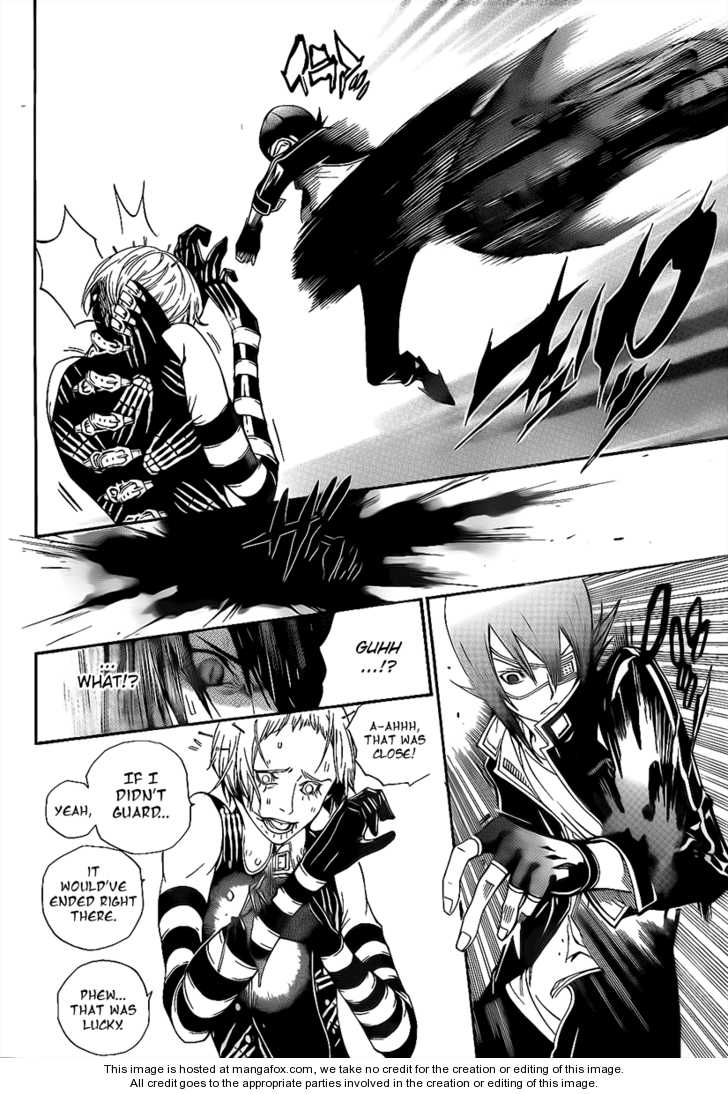 GUHH
...!?
...
WHAT!?
A-AHHH,
THAT WAS
CLOSE!
IF I
DIDN'T
GUARD...
YEAH,
IT
WOULD'VE
ENDED RIGHT
THERE.
PHEW...
THAT WAS
LUCKY.
This image is hosted at mangafox.com, we take no credit for the creation or editing of this image.
All credit goes to the appropriate parties involved in the creation or editing of this image.